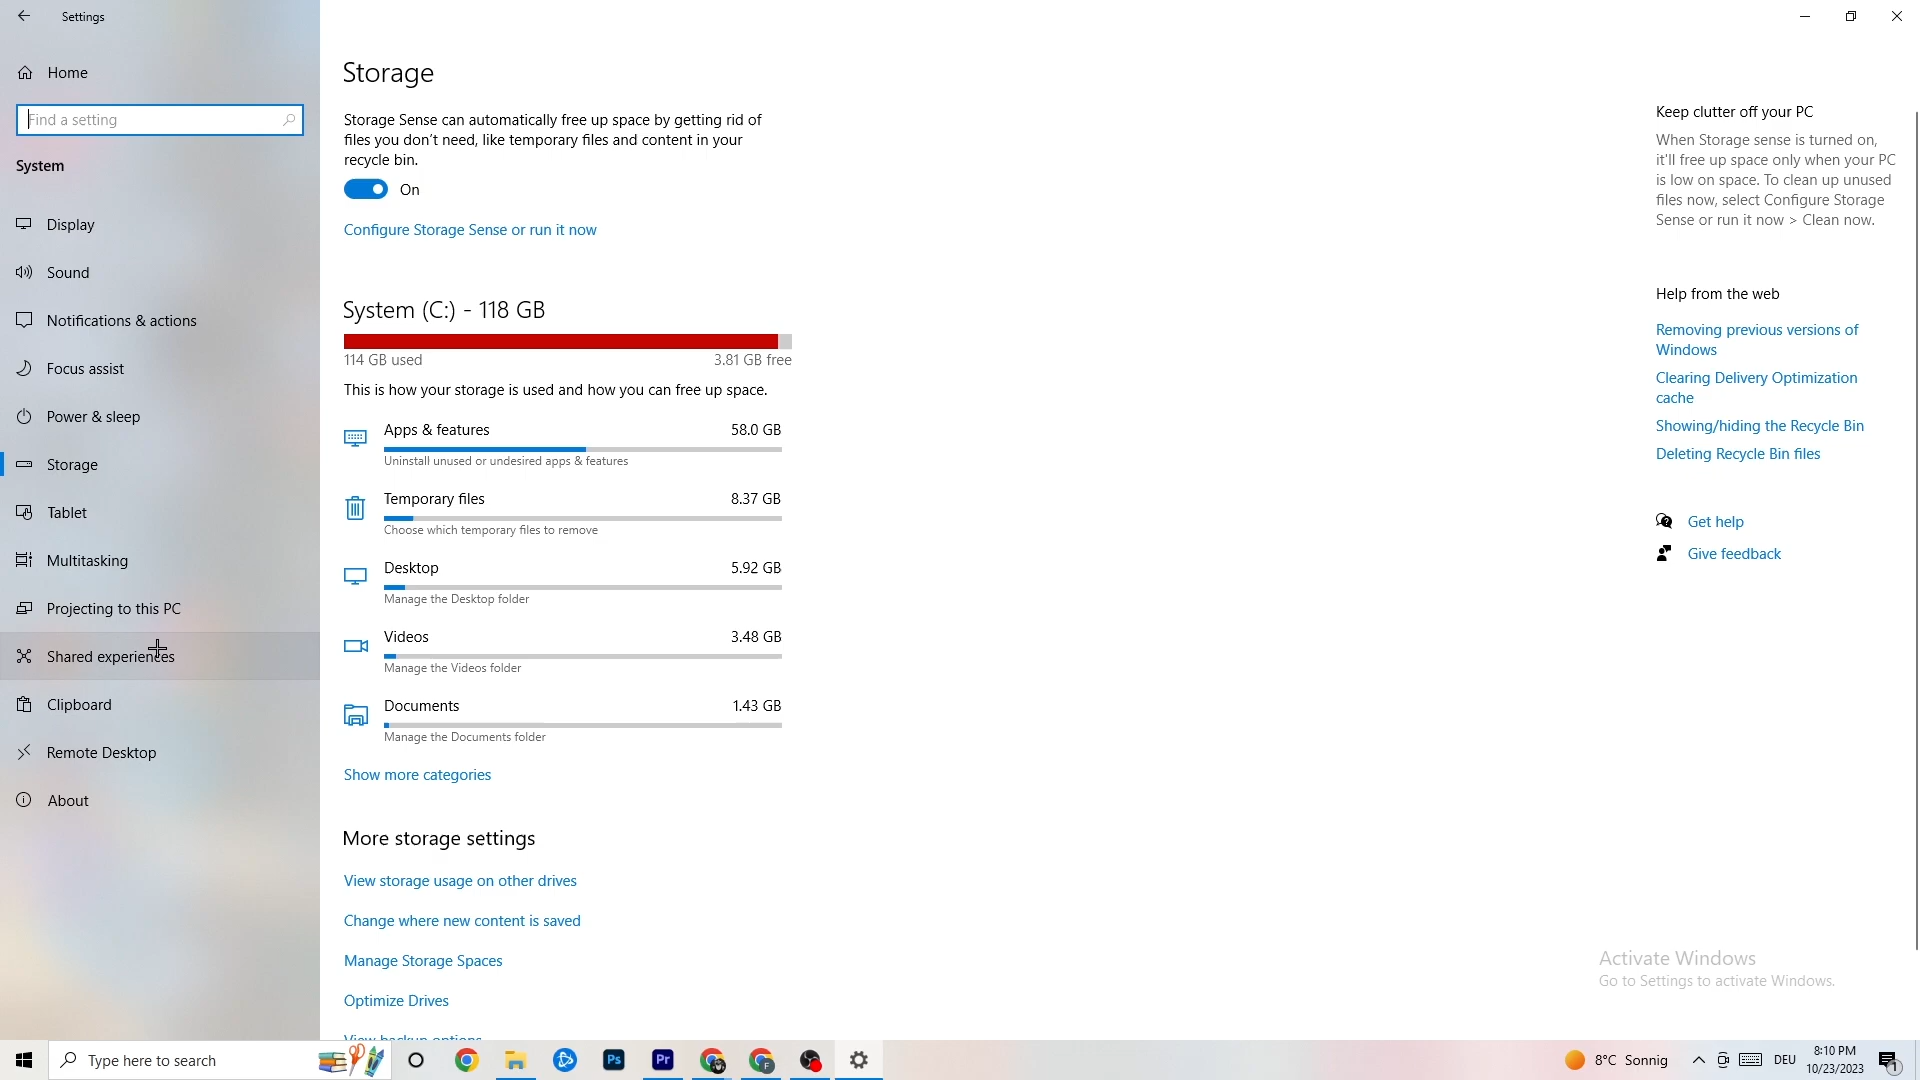 Settings
Home
Find a setting
System
Display
Sound
Notifications & actions
Focus assist
Power & sleep
Storage
Tablet
Multitasking
Projecting to this PC
Shared experiences
Clipboard
Remote Desktop
About
Storage
Storage Sense can automatically free up space by getting rid of
files you don't need, like temporary files and content in your
recycle bin.
On
Configure Storage Sense or run it now
System (C:) - 118 GB
114 GB used 3.81 GB free
This is how your storage is used and how you can free up space.
Apps & features 58.0 GB
Uninstall unused or undesired apps & features
Temporary files 8.37 GB
Choose which temporary files to remove
Desktop 5.92 GB
Manage the Desktop folder
Videos 3.48 GB
Manage the Videos folder
Documents 1.43 GB
Manage the Documents folder
Show more categories
More storage settings
View storage usage on other drives
Change where new content is saved
Manage Storage Spaces
Optimize Drives
View backup options
Keep clutter off your PC
When Storage sense is turned on,
it'll free up space only when your PC
is low on space. To clean up unused
files now, select Configure Storage
Sense or run it now > Clean now.
Help from the web
Removing previous versions of
Windows
Clearing Delivery Optimization
cache
Showing/hiding the Recycle Bin
Deleting Recycle Bin files
Get help
Give feedback
Activate Windows
Go to Settings to activate Windows.
Type here to search
Ps
Pr
F
8°C Sonnig
DEU
8:10 PM
10/23/2023
1